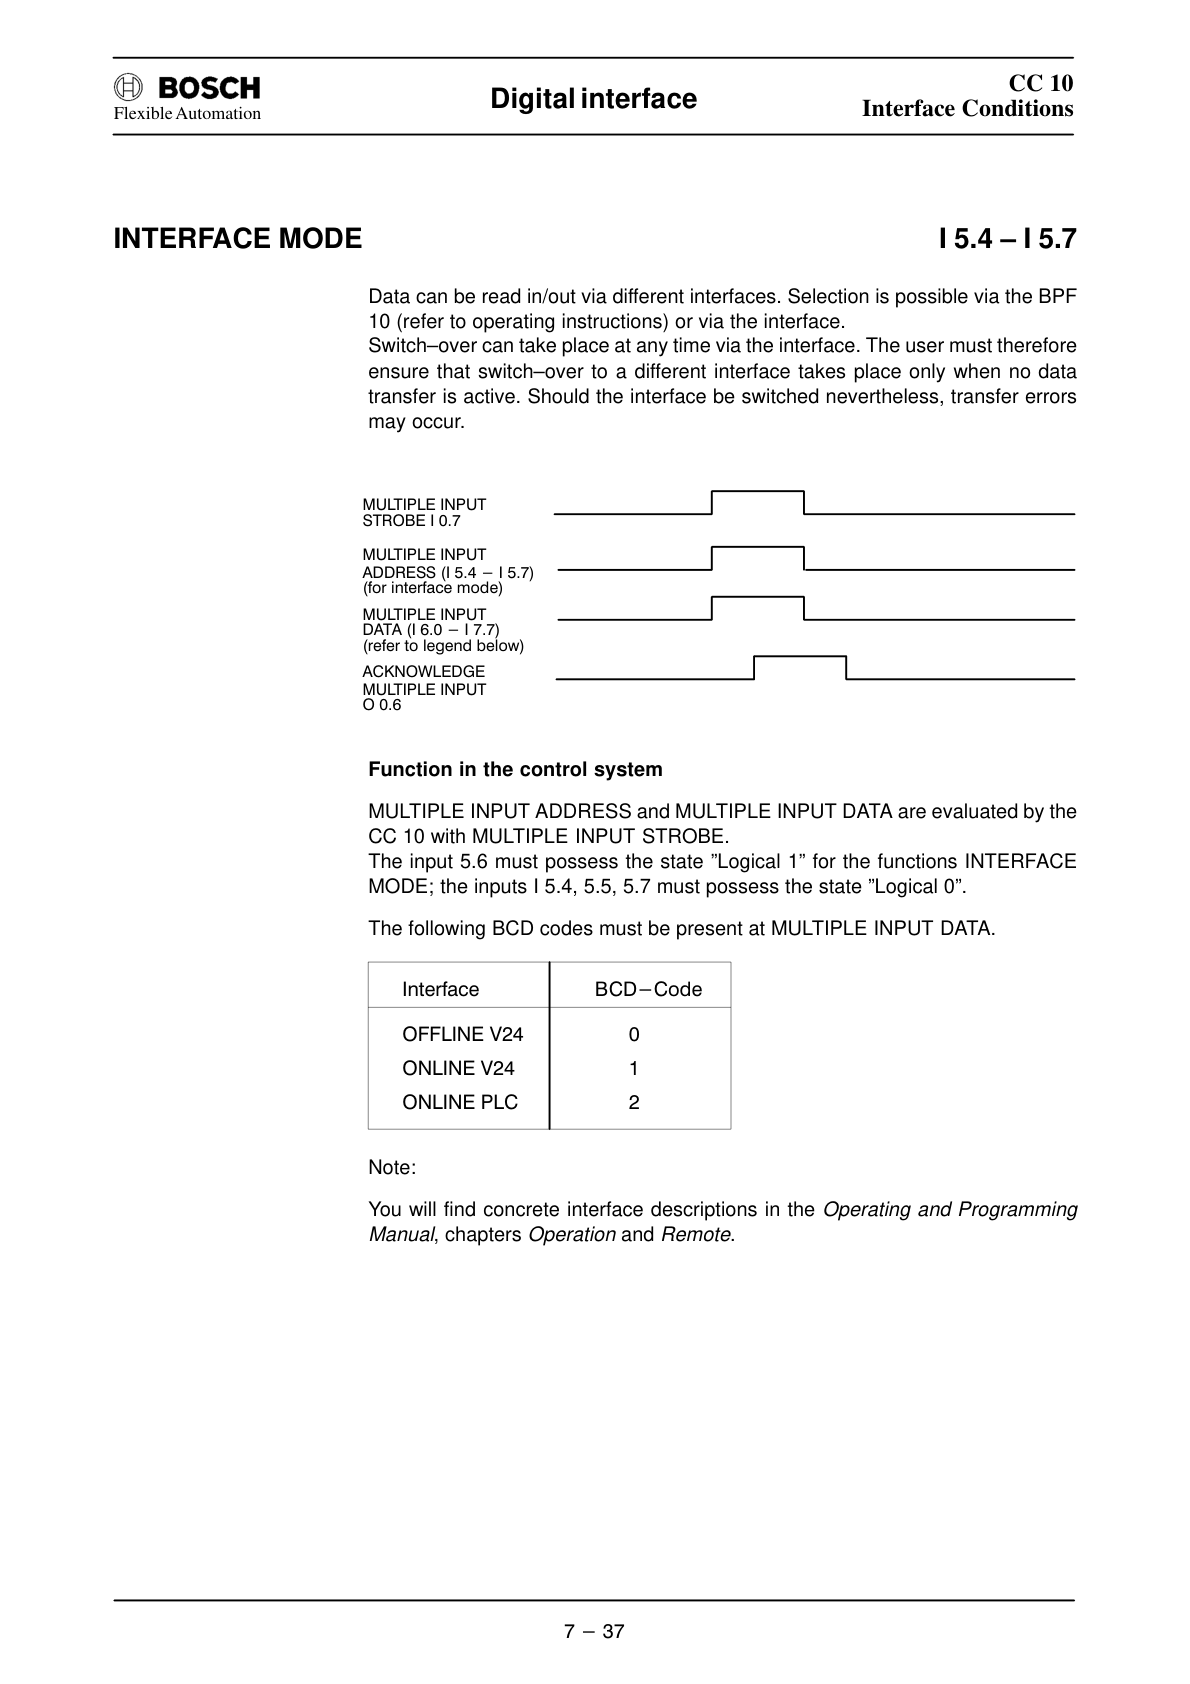 BOSCH
Flexible Automation
Digital interface
CC 10
Interface Conditions
INTERFACE MODE
I 5.4 – I 5.7
Data can be read in/out via different interfaces. Selection is possible via the BPF
10 (refer to operating instructions) or via the interface.
Switch–over can take place at any time via the interface. The user must therefore
ensure that switch–over to a different interface takes place only when no data
transfer is active. Should the interface be switched nevertheless, transfer errors
may occur.
MULTIPLE INPUT
STROBE I 0.7
MULTIPLE INPUT
ADDRESS (I 5.4 – I 5.7)
(for interface mode)
MULTIPLE INPUT
DATA (I 6.0 – I 7.7)
(refer to legend below)
ACKNOWLEDGE
MULTIPLE INPUT
O 0.6
Function in the control system
MULTIPLE INPUT ADDRESS and MULTIPLE INPUT DATA are evaluated by the
CC 10 with MULTIPLE INPUT STROBE.
The input 5.6 must possess the state ”Logical 1” for the functions INTERFACE
MODE; the inputs I 5.4, 5.5, 5.7 must possess the state ”Logical 0”.
The following BCD codes must be present at MULTIPLE INPUT DATA.
Interface BCD–Code
OFFLINE V24 0
ONLINE V24 1
ONLINE PLC 2
Note:
You will find concrete interface descriptions in the Operating and Programming
Manual, chapters Operation and Remote.
7 – 37